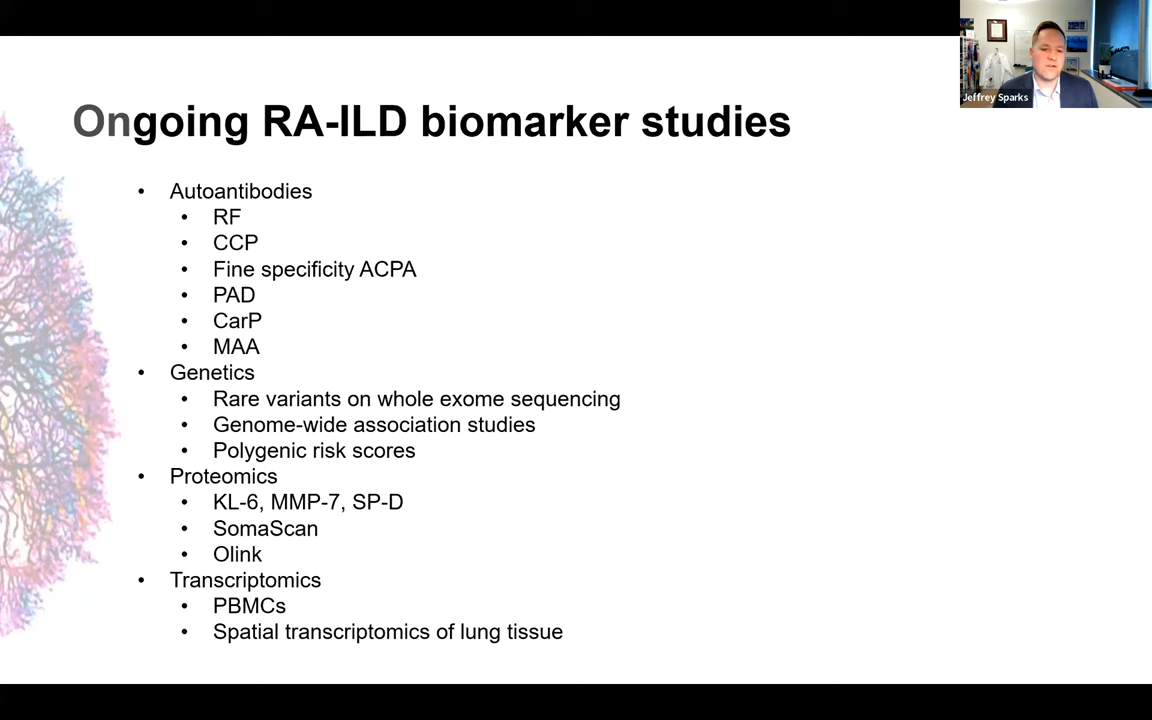 Jeffrey Sparks
Ongoing RA-ILD biomarker studies
• Autoantibodies
• RF
• CCP
• Fine specificity ACPA
• PAD
• CarP
• MAA
• Genetics
• Rare variants on whole exome sequencing
• Genome-wide association studies
• Polygenic risk scores
• Proteomics
• KL-6, MMP-7, SP-D
• SomaScan
• Olink
• Transcriptomics
• PBMCs
• Spatial transcriptomics of lung tissue